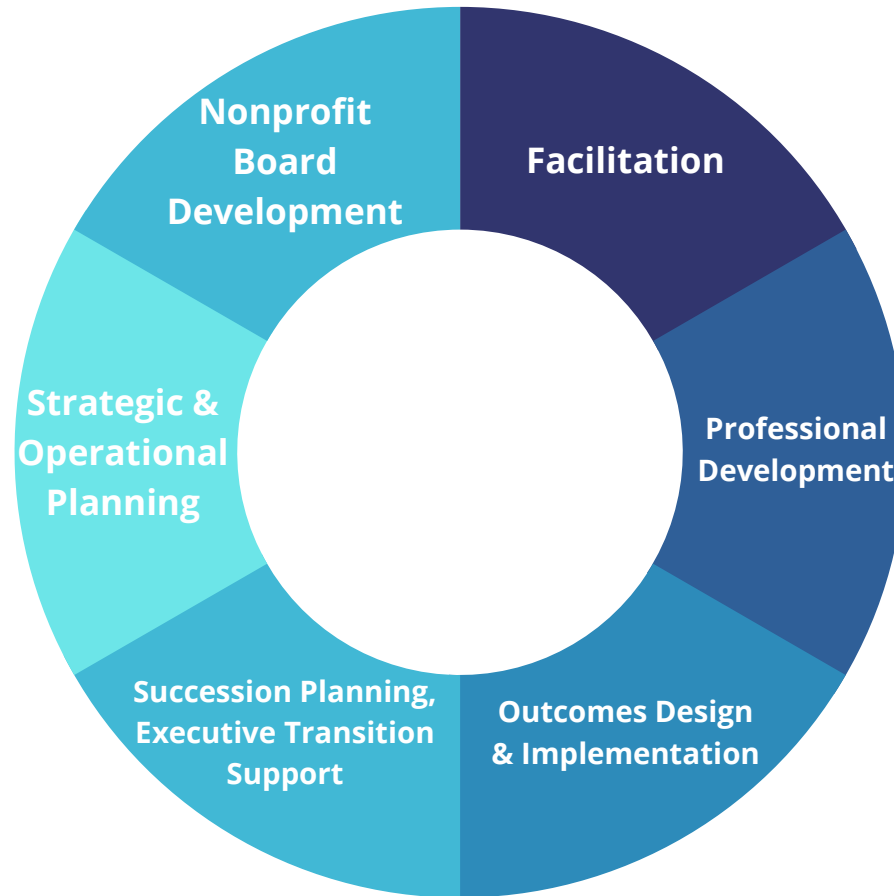 Nonprofit
Board
Development
Facilitation
Professional
Development
Outcomes Design
& Implementation
Succession Planning,
Executive Transition
Support
Strategic &
Operational
Planning